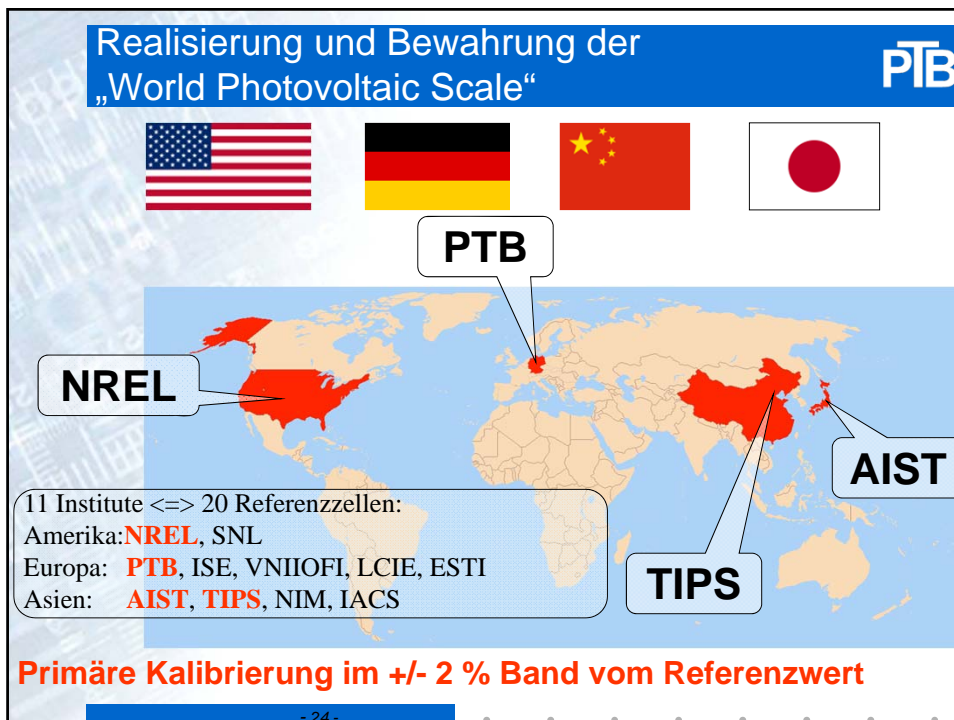 Realisierung und Bewahrung der
„World Photovoltaic Scale“
PTB
PTB
NREL
AIST
TIPS
11 Institute <=> 20 Referenzzellen:
Amerika:NREL, SNL
Europa: PTB, ISE, VNIIOFI, LCIE, ESTI
Asien: AIST, TIPS, NIM, IACS
Primäre Kalibrierung im +/- 2 % Band vom Referenzwert
- 24 -